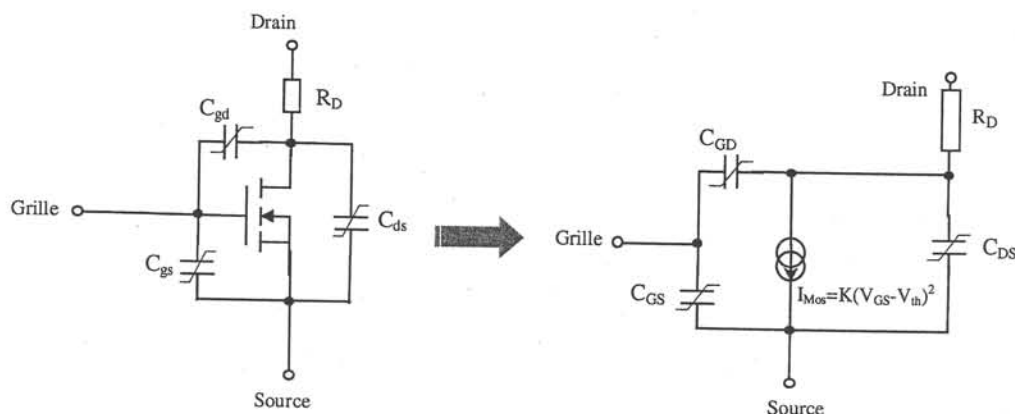 Drain
R_D
C_gd
Grille
C_ds
C_gs
Source
Drain
R_D
C_GD
Grille
C_DS
C_GS
I_Mos=K(V_GS-V_th)^2
Source